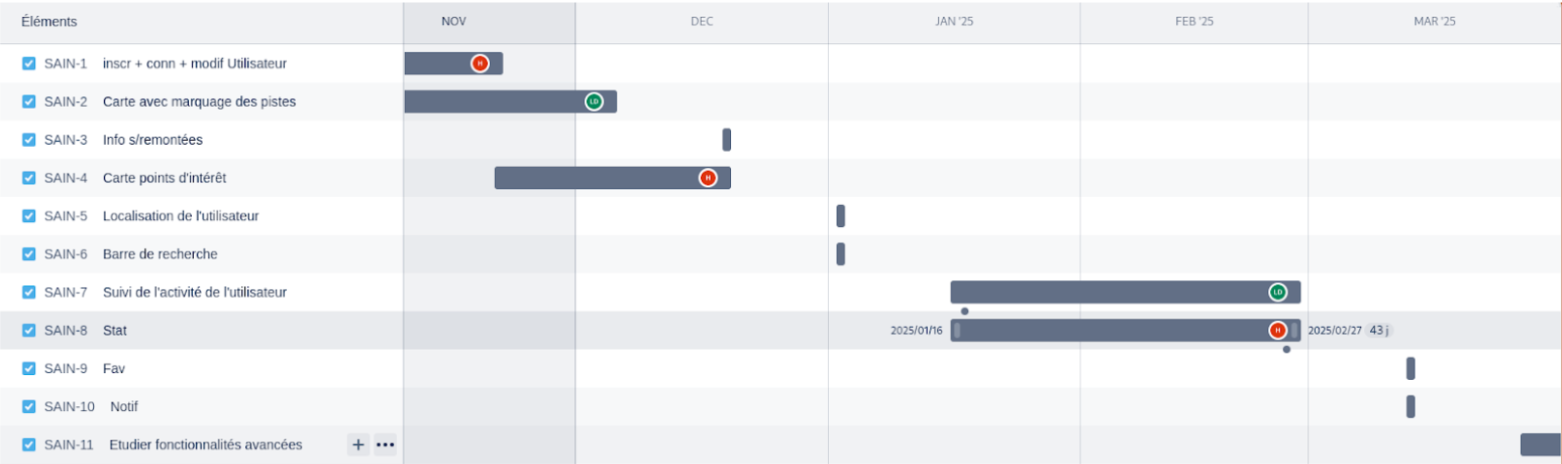 Éléments NOV DEC JAN '25 FEB '25 MAR '25
SAIN-1 inscr + conn + modif Utilisateur H
SAIN-2 Carte avec marquage des pistes LD
SAIN-3 Info s/remontées
SAIN-4 Carte points d'intérêt H
SAIN-5 Localisation de l'utilisateur
SAIN-6 Barre de recherche
SAIN-7 Suivi de l'activité de l'utilisateur LD
SAIN-8 Stat 2025/01/16 H 2025/02/27 43 j
SAIN-9 Fav
SAIN-10 Notif
SAIN-11 Etudier fonctionnalités avancées